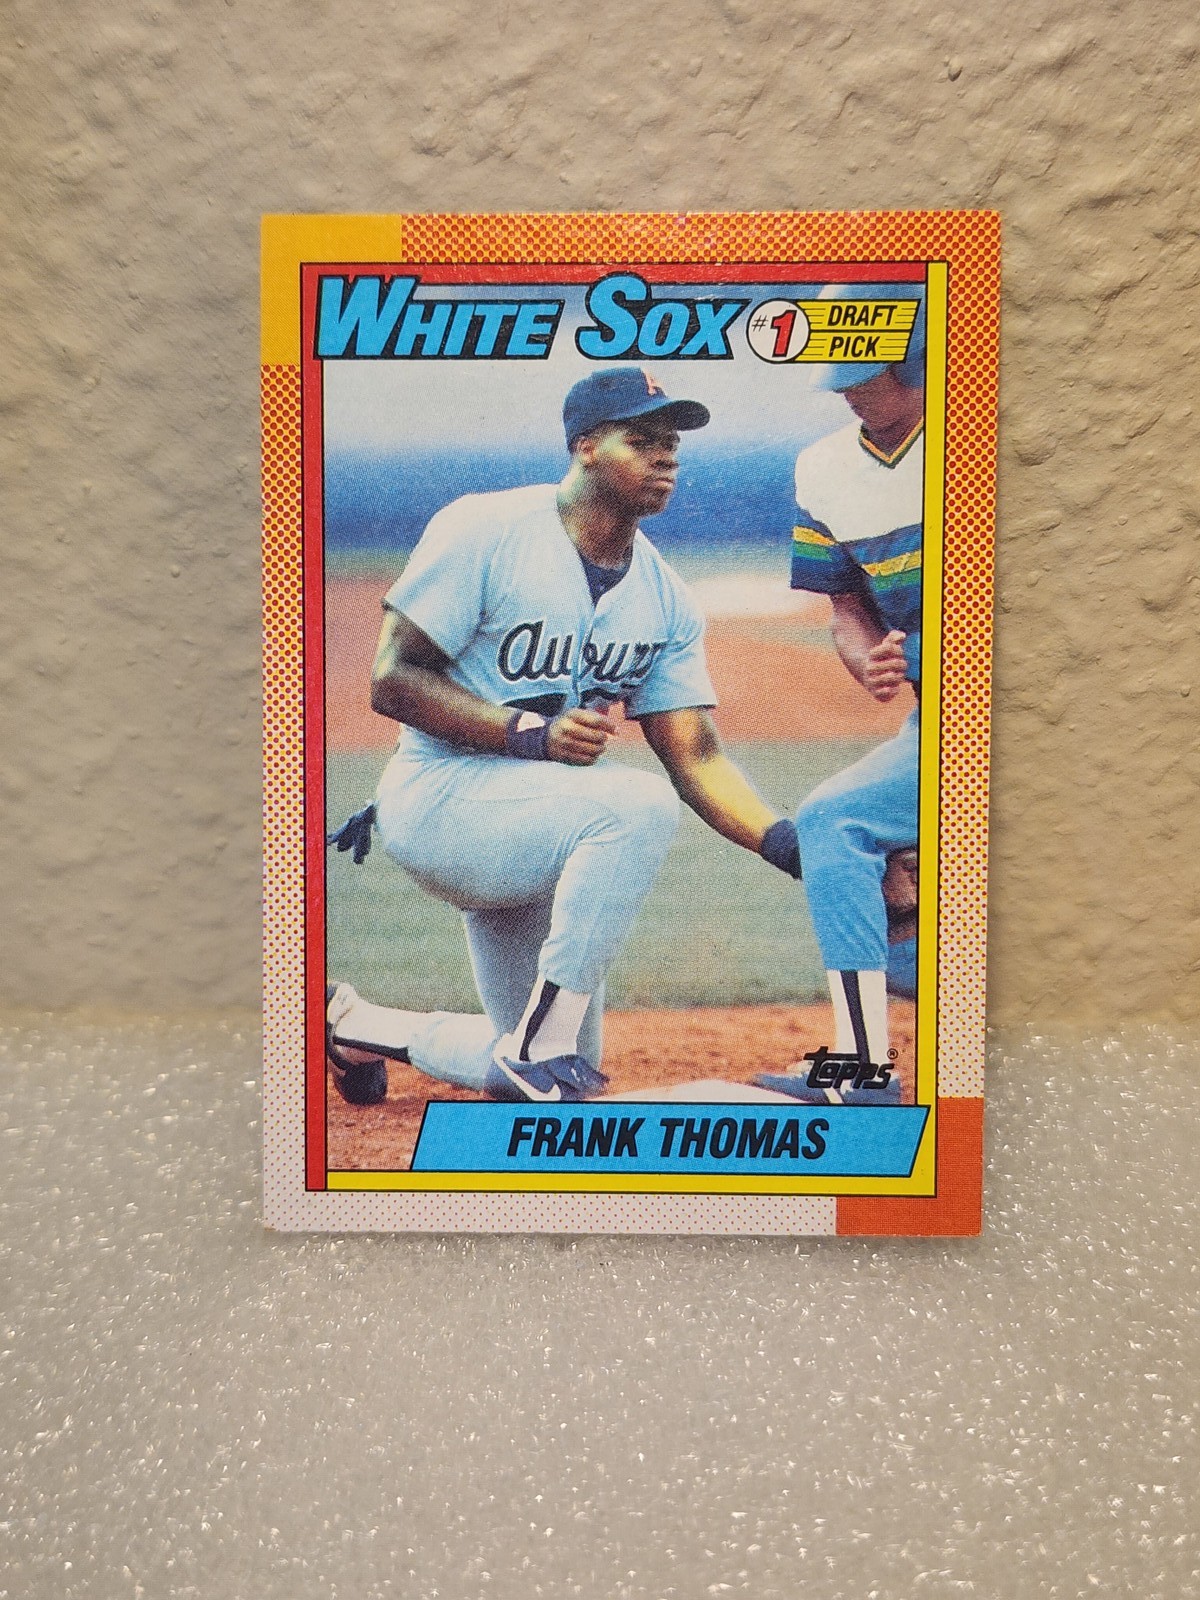 WHITE SOX #1 DRAFT PICK
A
Auburn
topps®
FRANK THOMAS